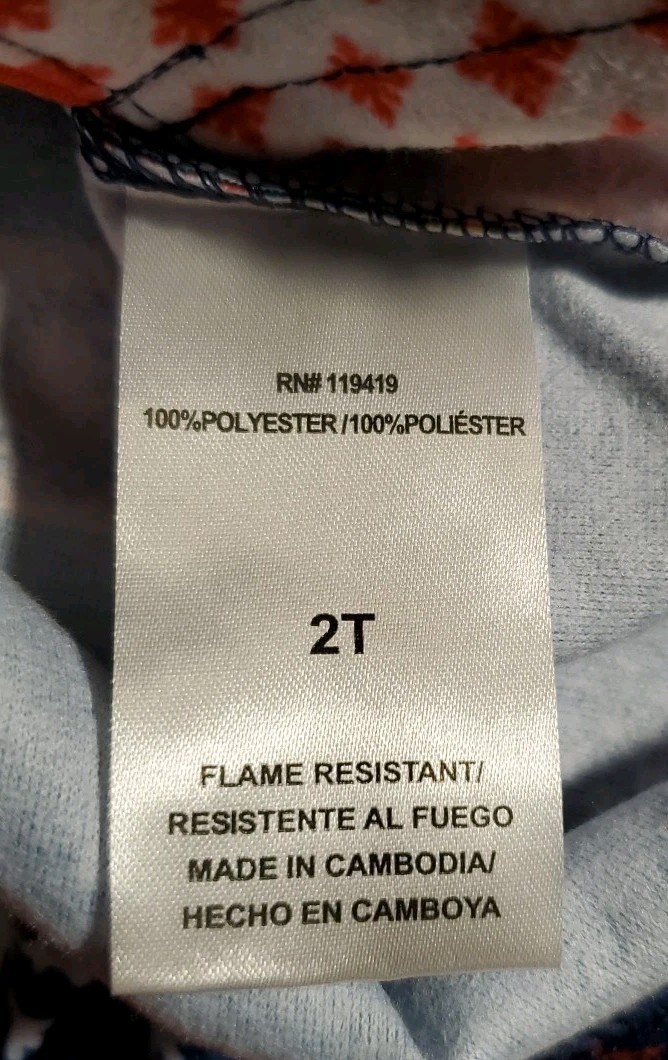 RN# 119419
100%POLYESTER/100%POLIÉSTER
2T
FLAME RESISTANT/
RESISTENTE AL FUEGO
MADE IN CAMBODIA/
HECHO EN CAMBOYA